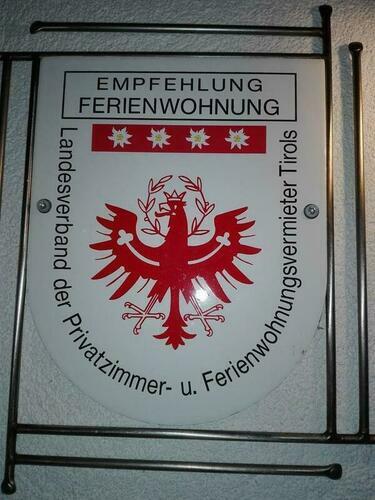 EMPFEHLUNG
FERIENWOHNUNG
Landesverband der Privatzimmer- u. Ferienwohnungsvermieter Tirols